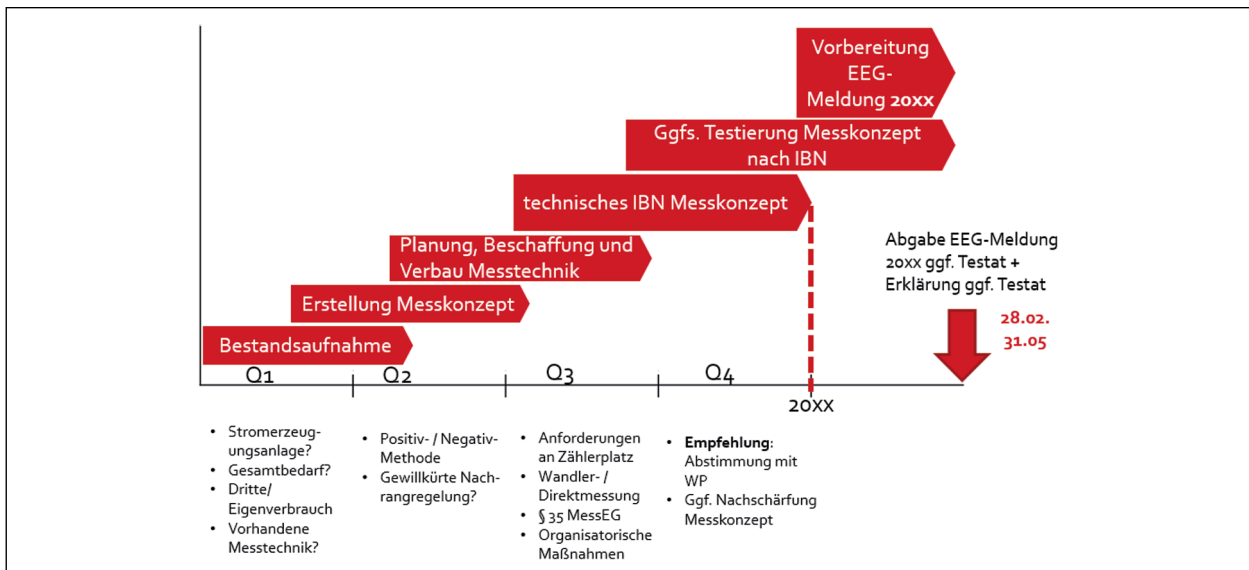 Vorbereitung
EEG-
Meldung 20xx
Ggfs. Testierung Messkonzept
nach IBN
technisches IBN Messkonzept
Planung, Beschaffung und
Verbau Messtechnik
Erstellung Messkonzept
Bestandsaufnahme
Abgabe EEG-Meldung
20xx ggf. Testat +
Erklärung ggf. Testat
28.02.
31.05
Q1 Q2 Q3 Q4
20xx
• Stromerzeug-
ungsanlage?
• Gesamtbedarf?
• Dritte/
Eigenverbrauch
• Vorhandene
Messtechnik?
• Positiv- / Negativ-
Methode
• Gewillkürte Nach-
rangregelung?
• Anforderungen
an Zählerplatz
• Wandler- /
Direktmessung
• § 35 MessEG
• Organisatorische
Maßnahmen
• Empfehlung:
Abstimmung mit
WP
• Ggf. Nachschärfung
Messkonzept